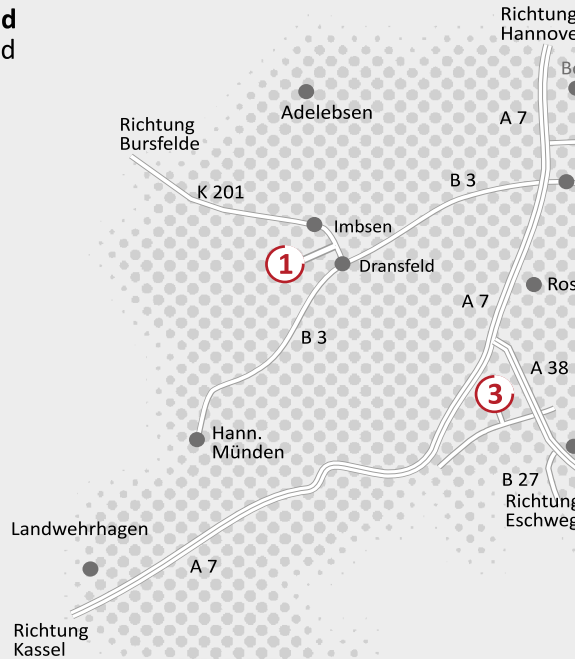 d
d
Richtung
Hannove
Be
Adelebsen
A 7
Richtung
Bursfelde
B 3
K 201
Imbsen
1
Dransfeld
Ros
A 7
B 3
A 38
3
Hann.
Münden
B 27
Richtung
Eschweg
Landwehrhagen
A 7
Richtung
Kassel